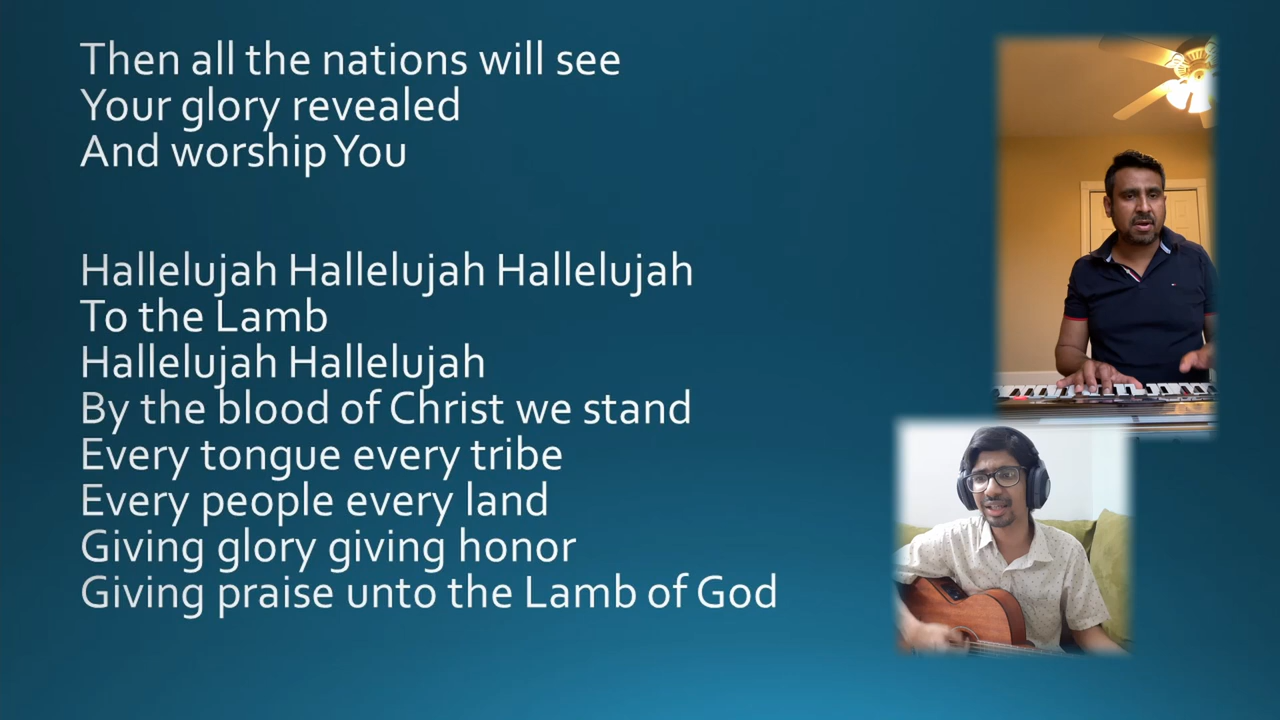 Then all the nations will see
Your glory revealed
And worship You
Hallelujah Hallelujah Hallelujah
To the Lamb
Hallelujah Hallelujah
By the blood of Christ we stand
Every tongue every tribe
Every people every land
Giving glory giving honor
Giving praise unto the Lamb of God